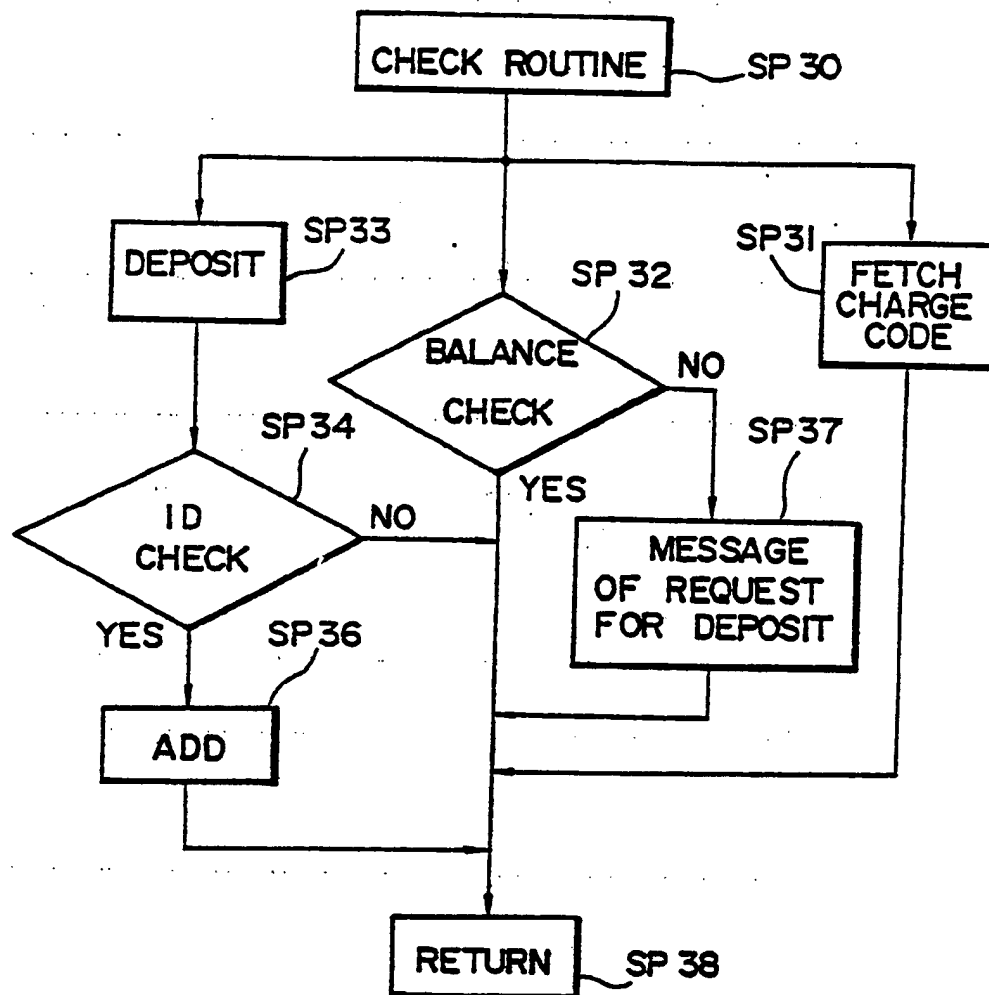 CHECK ROUTINE
SP30
DEPOSIT
SP33
SP31
FETCH
CHARGE
CODE
SP32
BALANCE
CHECK
NO
YES
SP34
ID
CHECK
NO
YES
SP37
MESSAGE
OF REQUEST
FOR DEPOSIT
SP36
ADD
RETURN
SP38